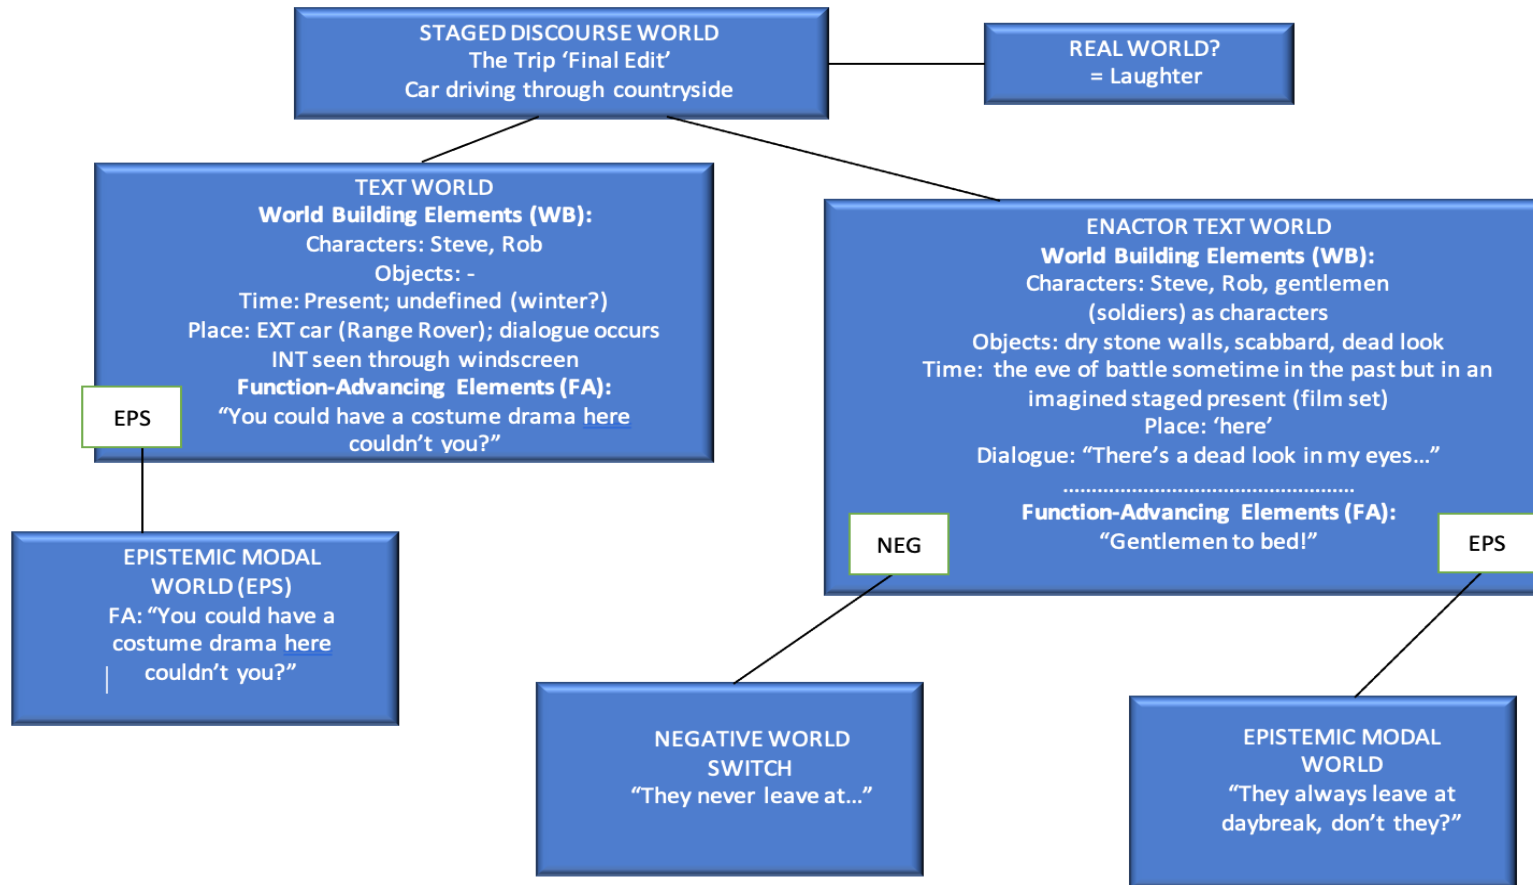 STAGED DISCOURSE WORLD
The Trip ‘Final Edit’
Car driving through countryside
REAL WORLD?
= Laughter
TEXT WORLD
World Building Elements (WB):
Characters: Steve, Rob
Objects: -
Time: Present; undefined (winter?)
Place: EXT car (Range Rover); dialogue occurs
INT seen through windscreen
Function-Advancing Elements (FA):
“You could have a costume drama here
couldn’t you?”
EPS
ENACTOR TEXT WORLD
World Building Elements (WB):
Characters: Steve, Rob, gentlemen
(soldiers) as characters
Objects: dry stone walls, scabbard, dead look
Time: the eve of battle sometime in the past but in an
imagined staged present (film set)
Place: ‘here’
Dialogue: “There’s a dead look in my eyes…”
……………………………………………
Function-Advancing Elements (FA):
“Gentlemen to bed!”
NEG
EPS
EPISTEMIC MODAL
WORLD (EPS)
FA: “You could have a
costume drama here
couldn’t you?”
NEGATIVE WORLD
SWITCH
“They never leave at…”
EPISTEMIC MODAL
WORLD
“They always leave at
daybreak, don’t they?”